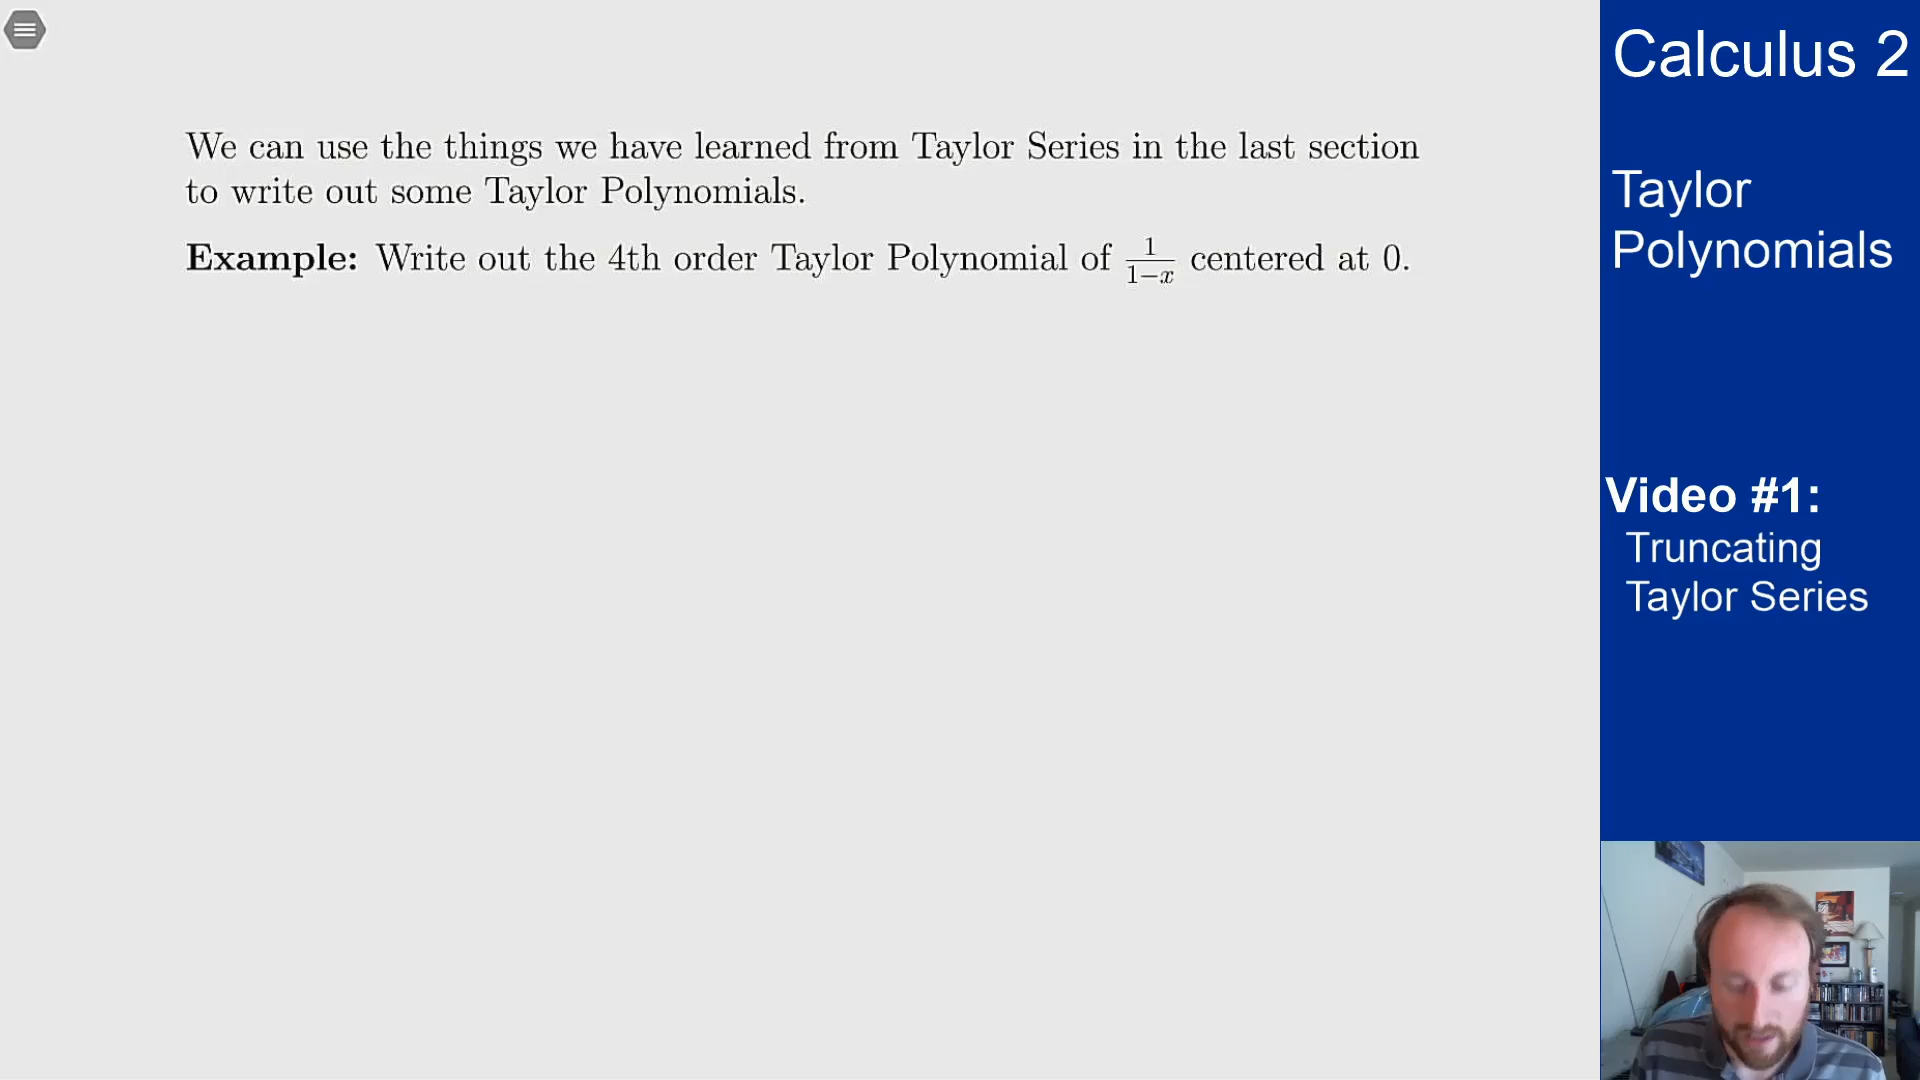 We can use the things we have learned from Taylor Series in the last section
to write out some Taylor Polynomials.
Example: Write out the 4th order Taylor Polynomial of \frac{1}{1-x} centered at 0.
Calculus 2
Taylor
Polynomials
Video #1:
Truncating
Taylor Series